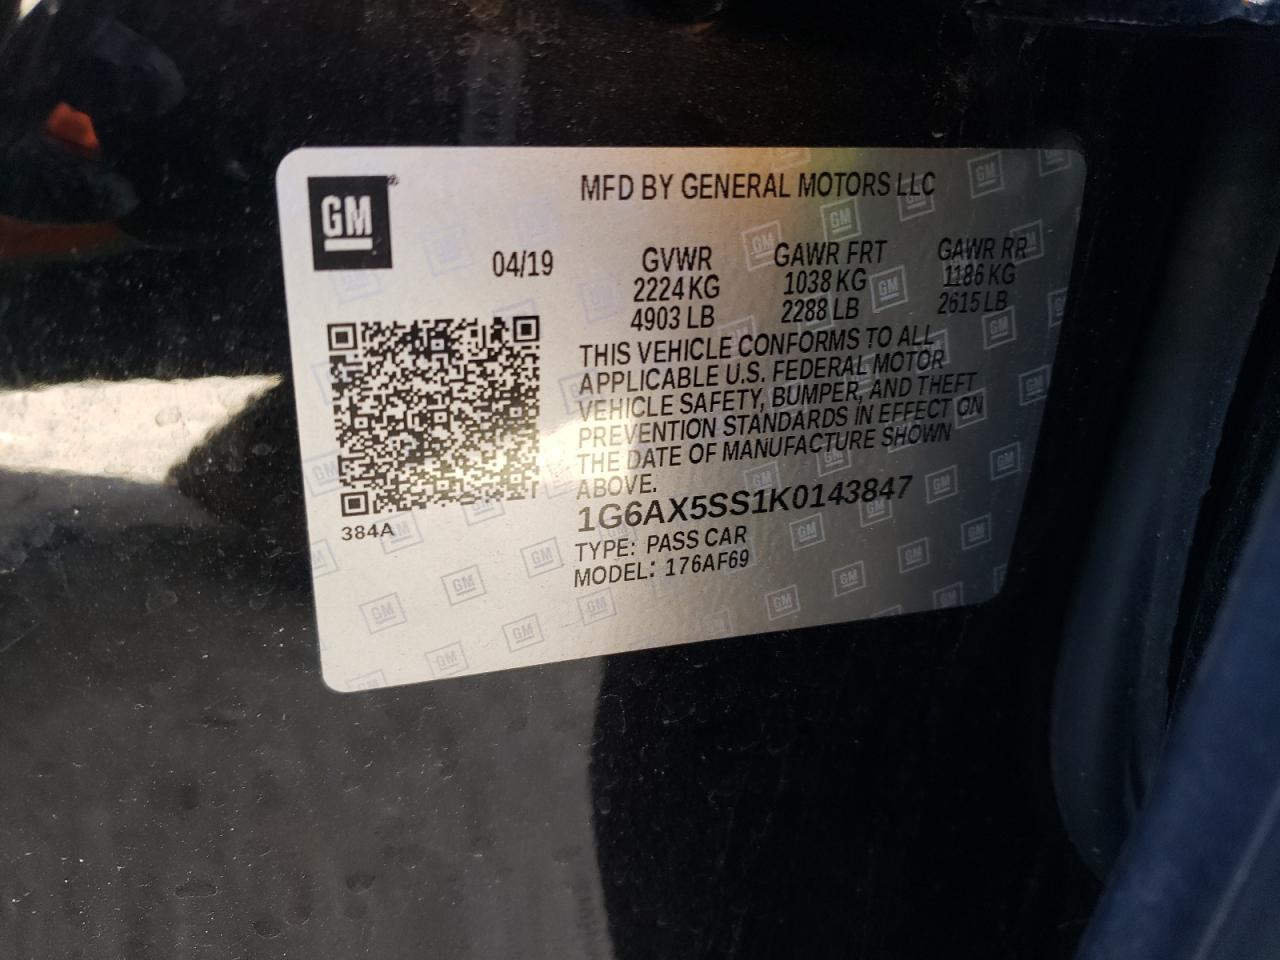 GM
MFD BY GENERAL MOTORS LLC
04/19 GVWR GAWR FRT GAWR RR
2224 KG 1038 KG 1186 KG
4903 LB 2288 LB 2615 LB
THIS VEHICLE CONFORMS TO ALL
APPLICABLE U.S. FEDERAL MOTOR
VEHICLE SAFETY, BUMPER, AND THEFT
PREVENTION STANDARDS IN EFFECT ON
THE DATE OF MANUFACTURE SHOWN
ABOVE.
384A
1G6AX5SS1K0143847
TYPE: PASS CAR
MODEL: 176AF69